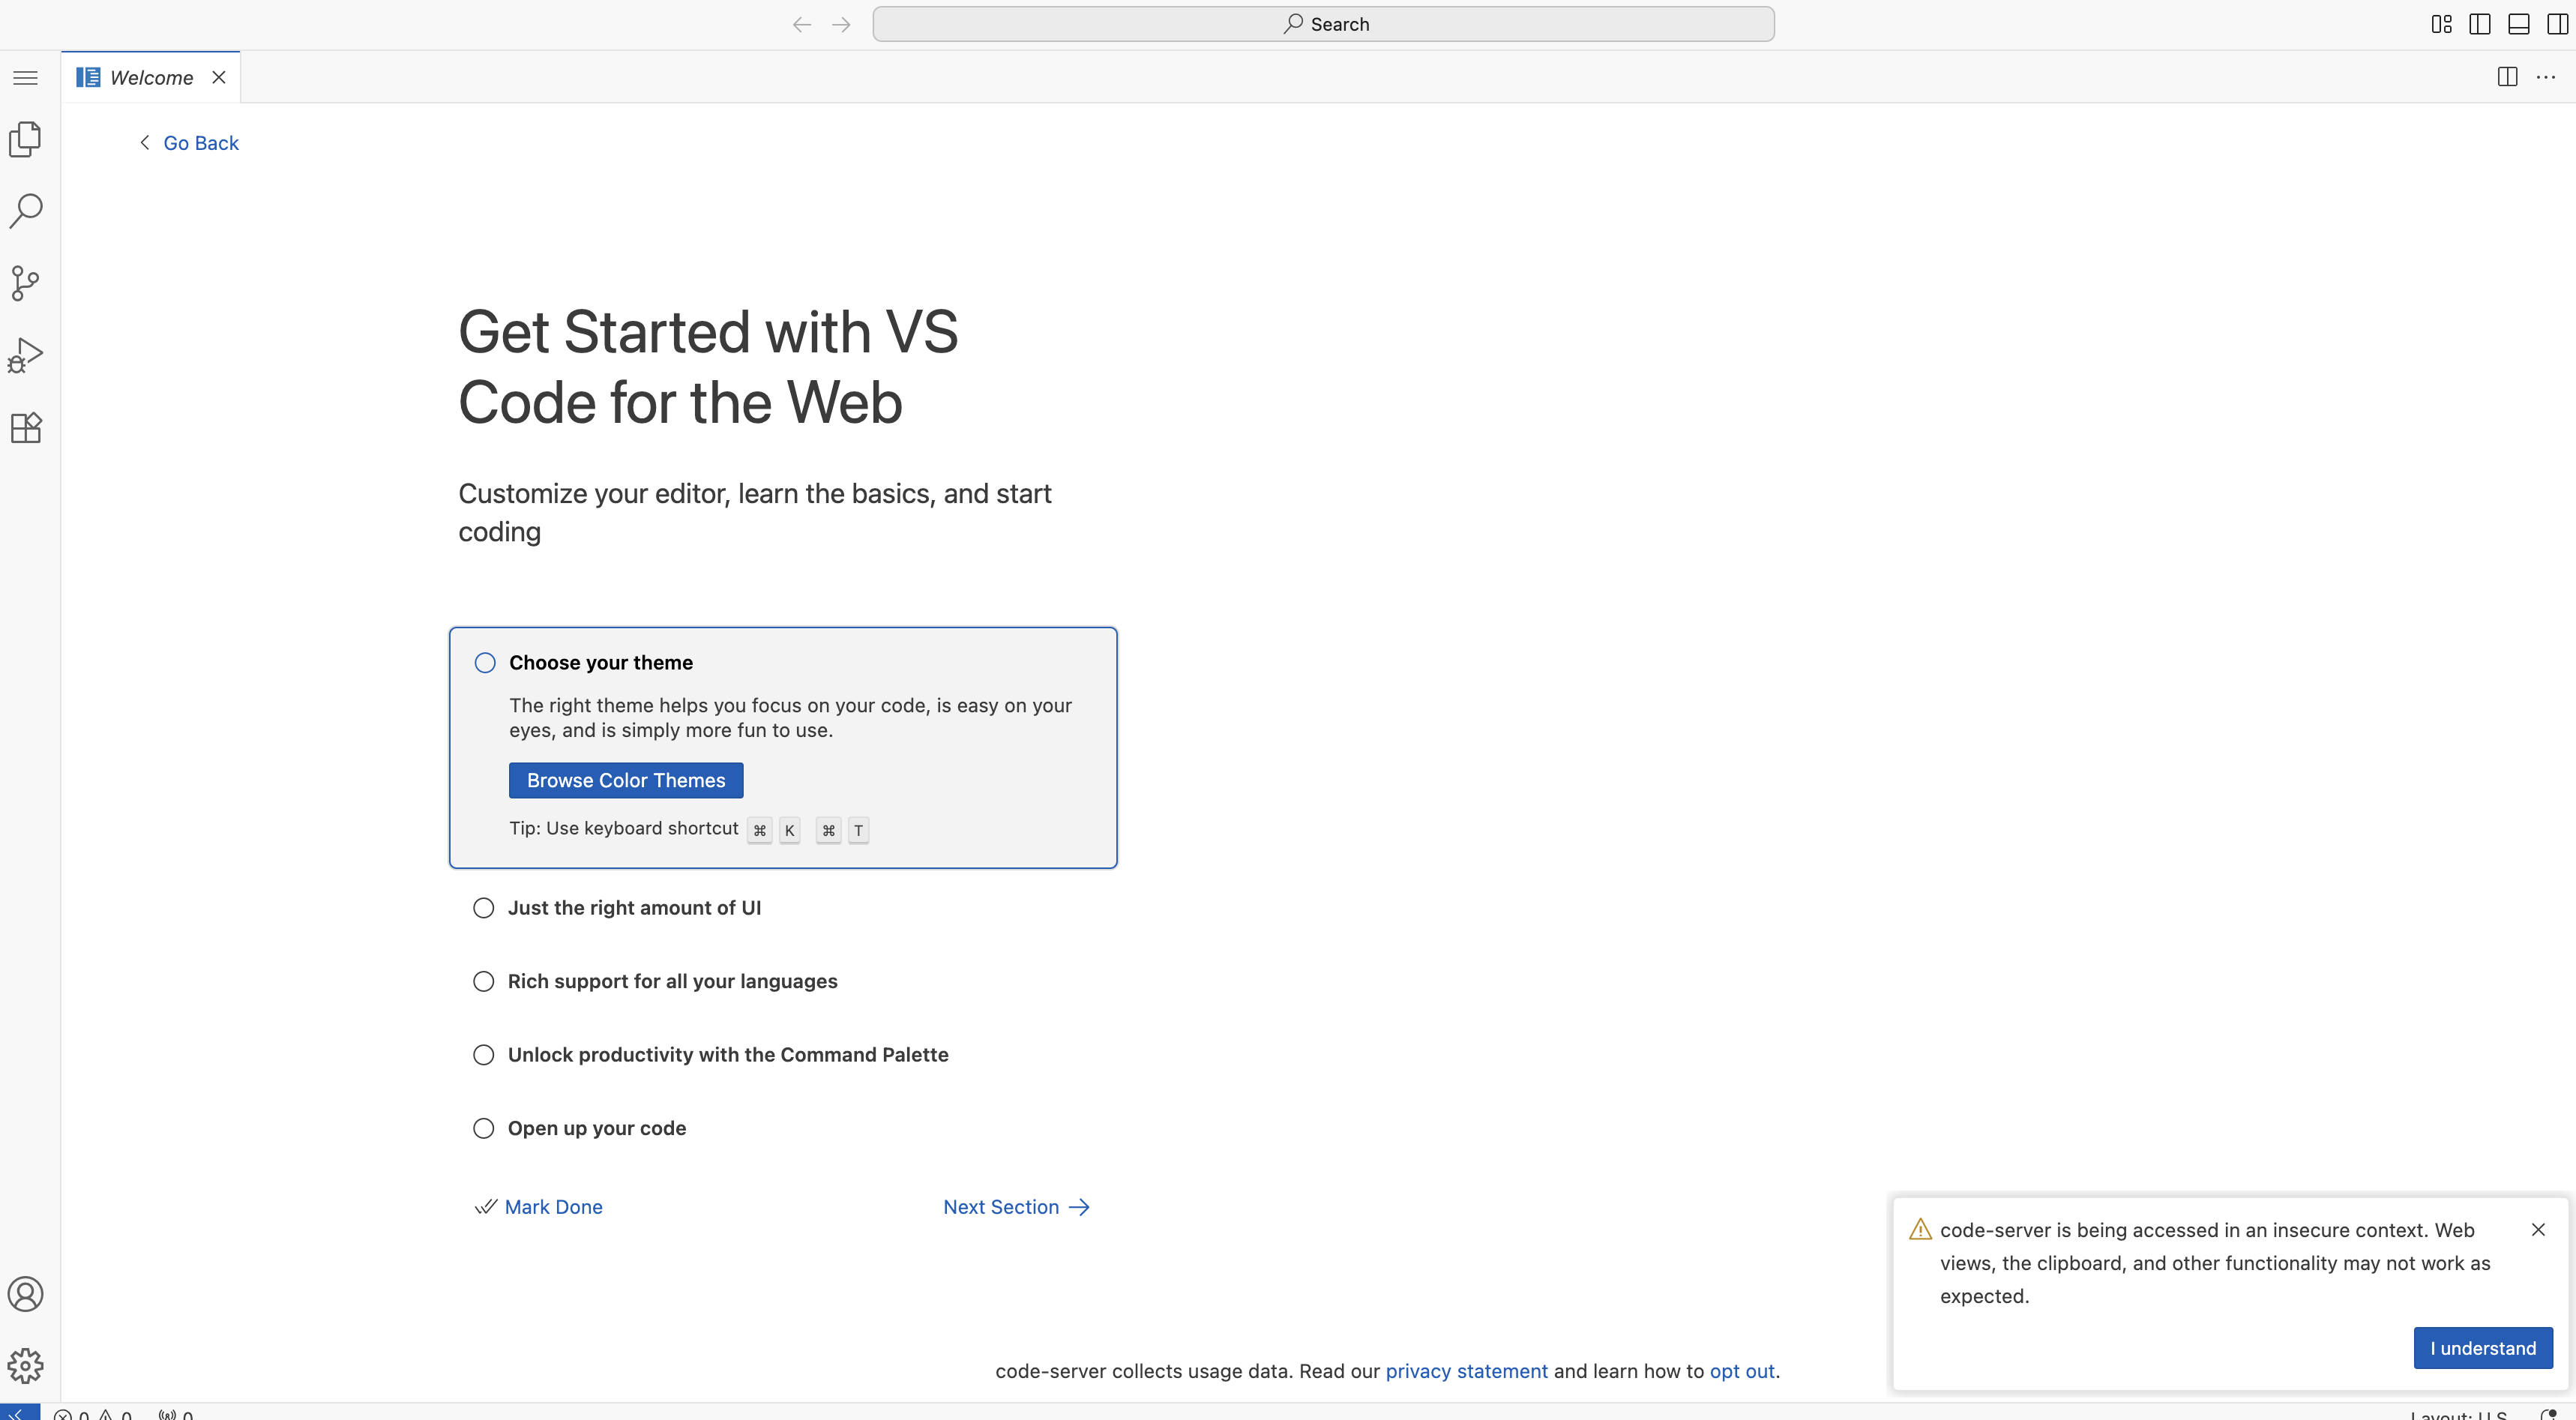 Search
Welcome
Go Back
Get Started with VS
Code for the Web
Customize your editor, learn the basics, and start
coding
Choose your theme
The right theme helps you focus on your code, is easy on your
eyes, and is simply more fun to use.
Browse Color Themes
Tip: Use keyboard shortcut ⌘ K ⌘ T
Just the right amount of UI
Rich support for all your languages
Unlock productivity with the Command Palette
Open up your code
Mark Done
Next Section
code-server is being accessed in an insecure context. Web
views, the clipboard, and other functionality may not work as
expected.
I understand
code-server collects usage data. Read our privacy statement and learn how to opt out.
0 0 0
Layout: U.S.